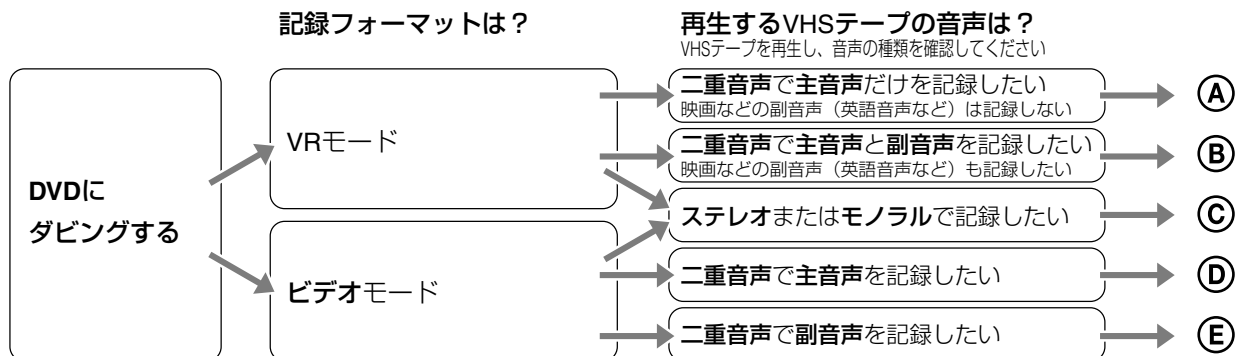 記録フォーマットは？
再生するVHSテープの音声は？
VHSテープを再生し、音声の種類を確認してください
DVDに
ダビングする
VRモード
ビデオモード
二重音声で主音声だけを記録したい
映画などの副音声（英語音声など）は記録しない
A
二重音声で主音声と副音声を記録したい
映画などの副音声（英語音声など）も記録したい
B
ステレオまたはモノラルで記録したい
C
二重音声で主音声を記録したい
D
二重音声で副音声を記録したい
E